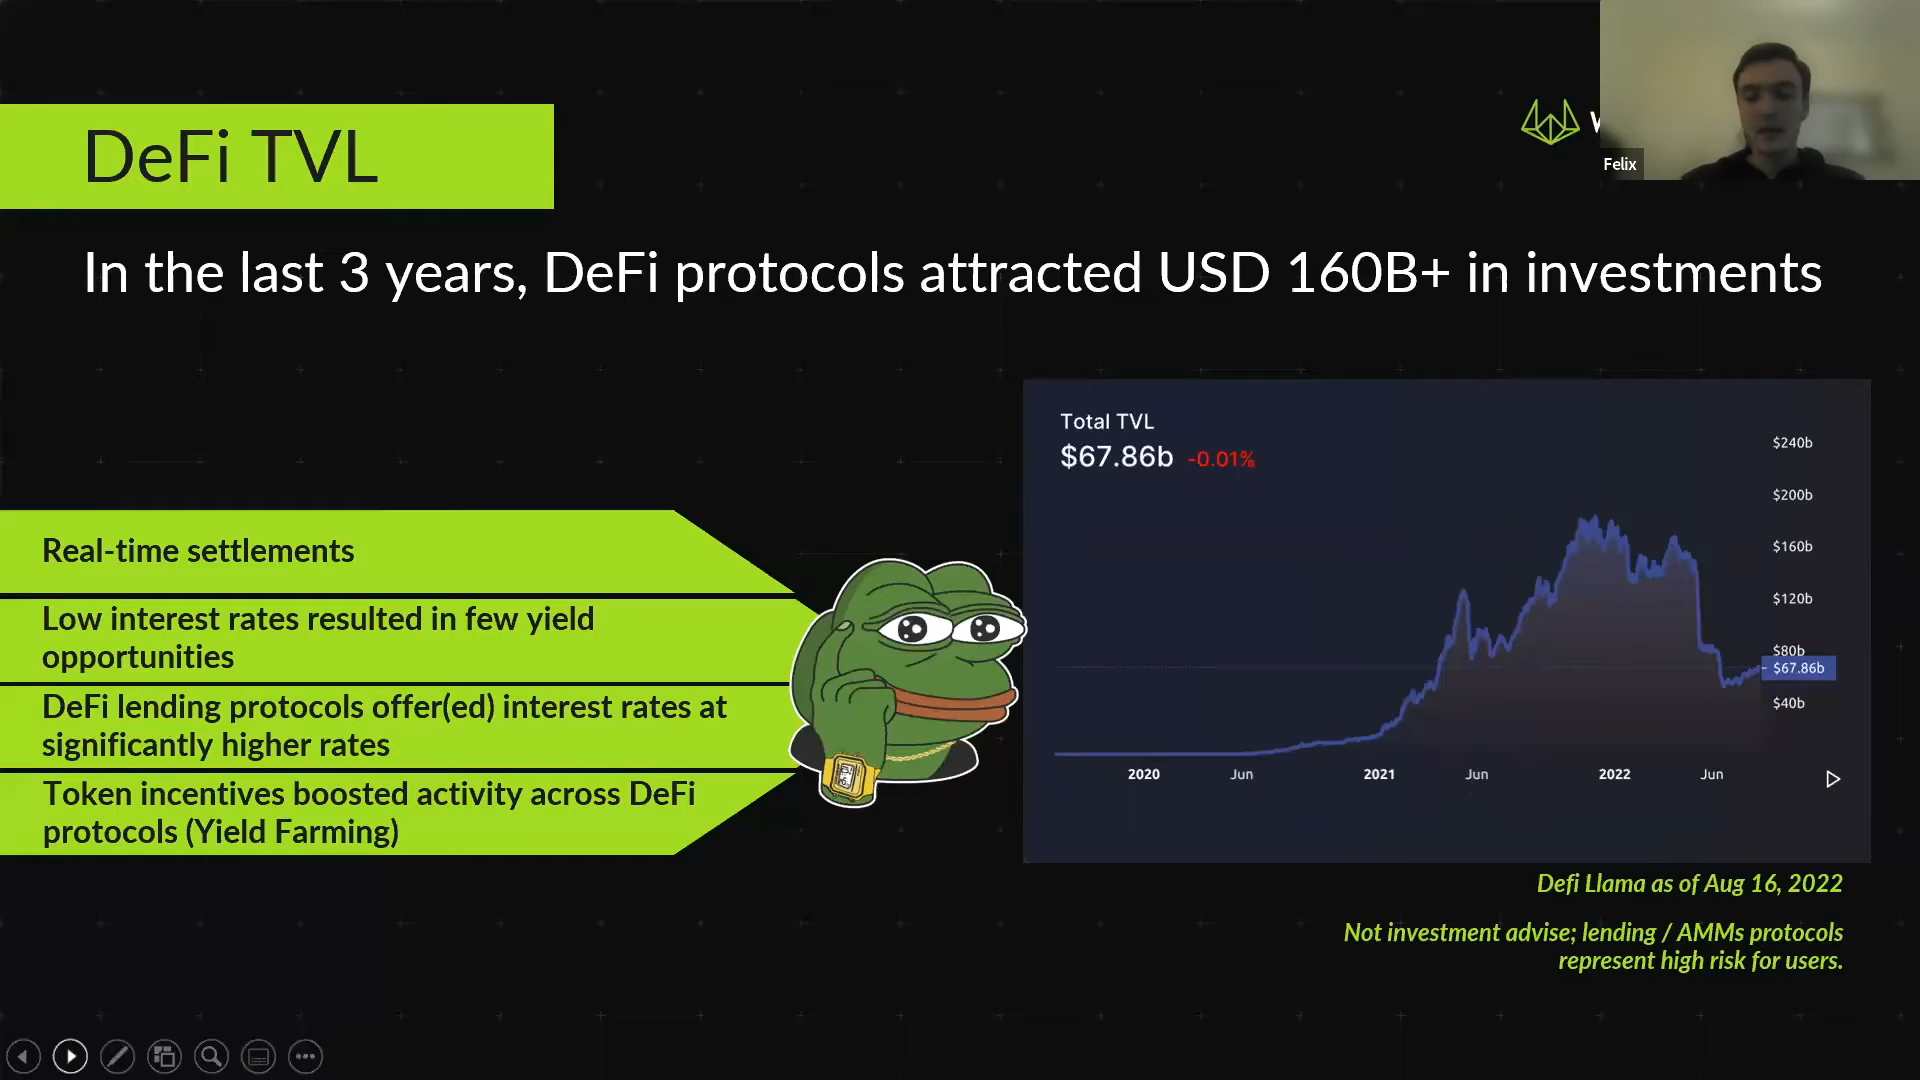 DeFi TVL
W
Felix
In the last 3 years, DeFi protocols attracted USD 160B+ in investments
Real-time settlements
Low interest rates resulted in few yield
opportunities
DeFi lending protocols offer(ed) interest rates at
significantly higher rates
Token incentives boosted activity across DeFi
protocols (Yield Farming)
Total TVL
$67.86b -0.01%
$240b
$200b
$160b
$120b
$80b
$67.86b
$40b
2020 Jun 2021 Jun 2022 Jun
Defi Llama as of Aug 16, 2022
Not investment advise; lending / AMMs protocols
represent high risk for users.